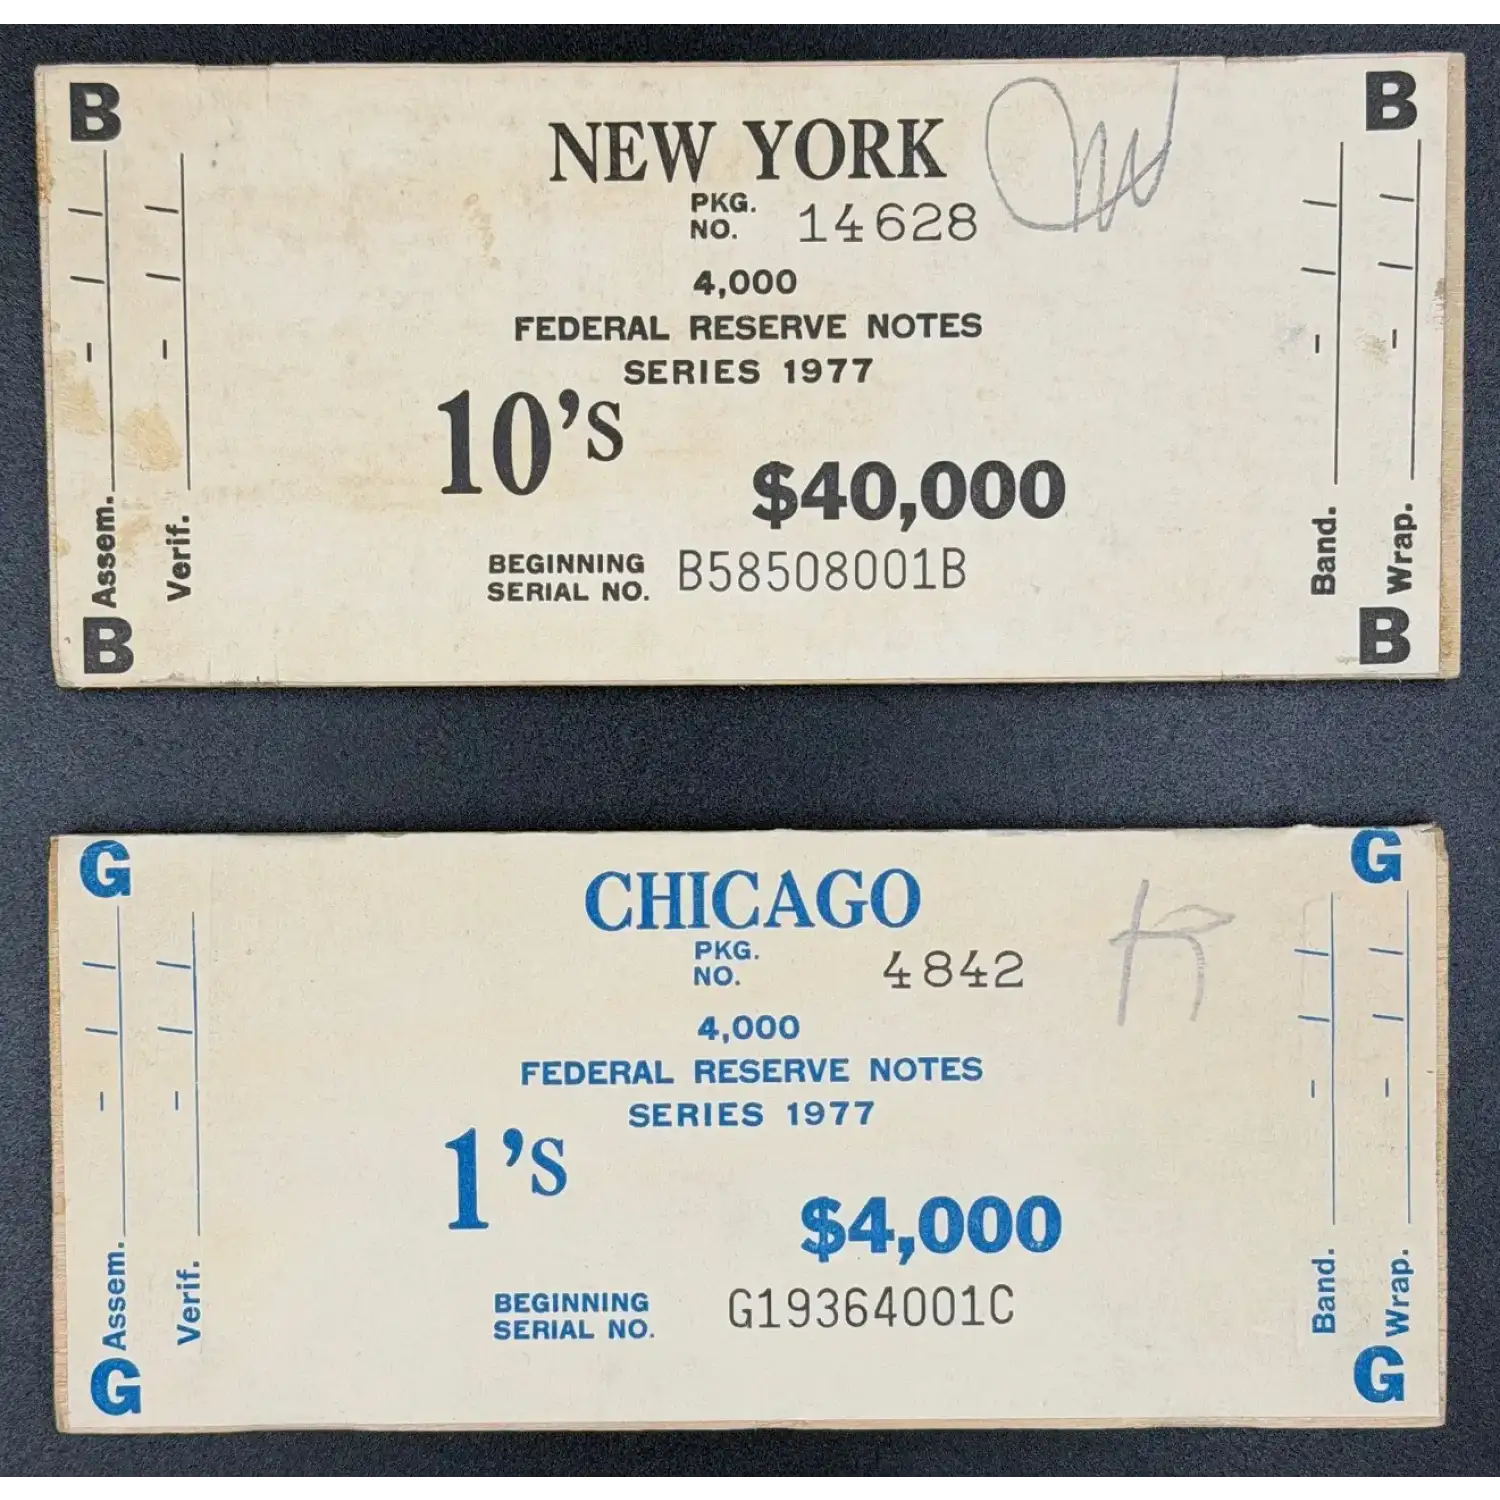 B B
NEW YORK
PKG.
NO. 14628
4,000
FEDERAL RESERVE NOTES
SERIES 1977
10's
$40,000
BEGINNING
SERIAL NO. B58508001B
Assem.
Verif.
Band.
Wrap.
B B
G G
CHICAGO
PKG.
NO. 4842
4,000
FEDERAL RESERVE NOTES
SERIES 1977
1's
$4,000
BEGINNING
SERIAL NO. G19364001C
Assem.
Verif.
Band.
Wrap.
G G